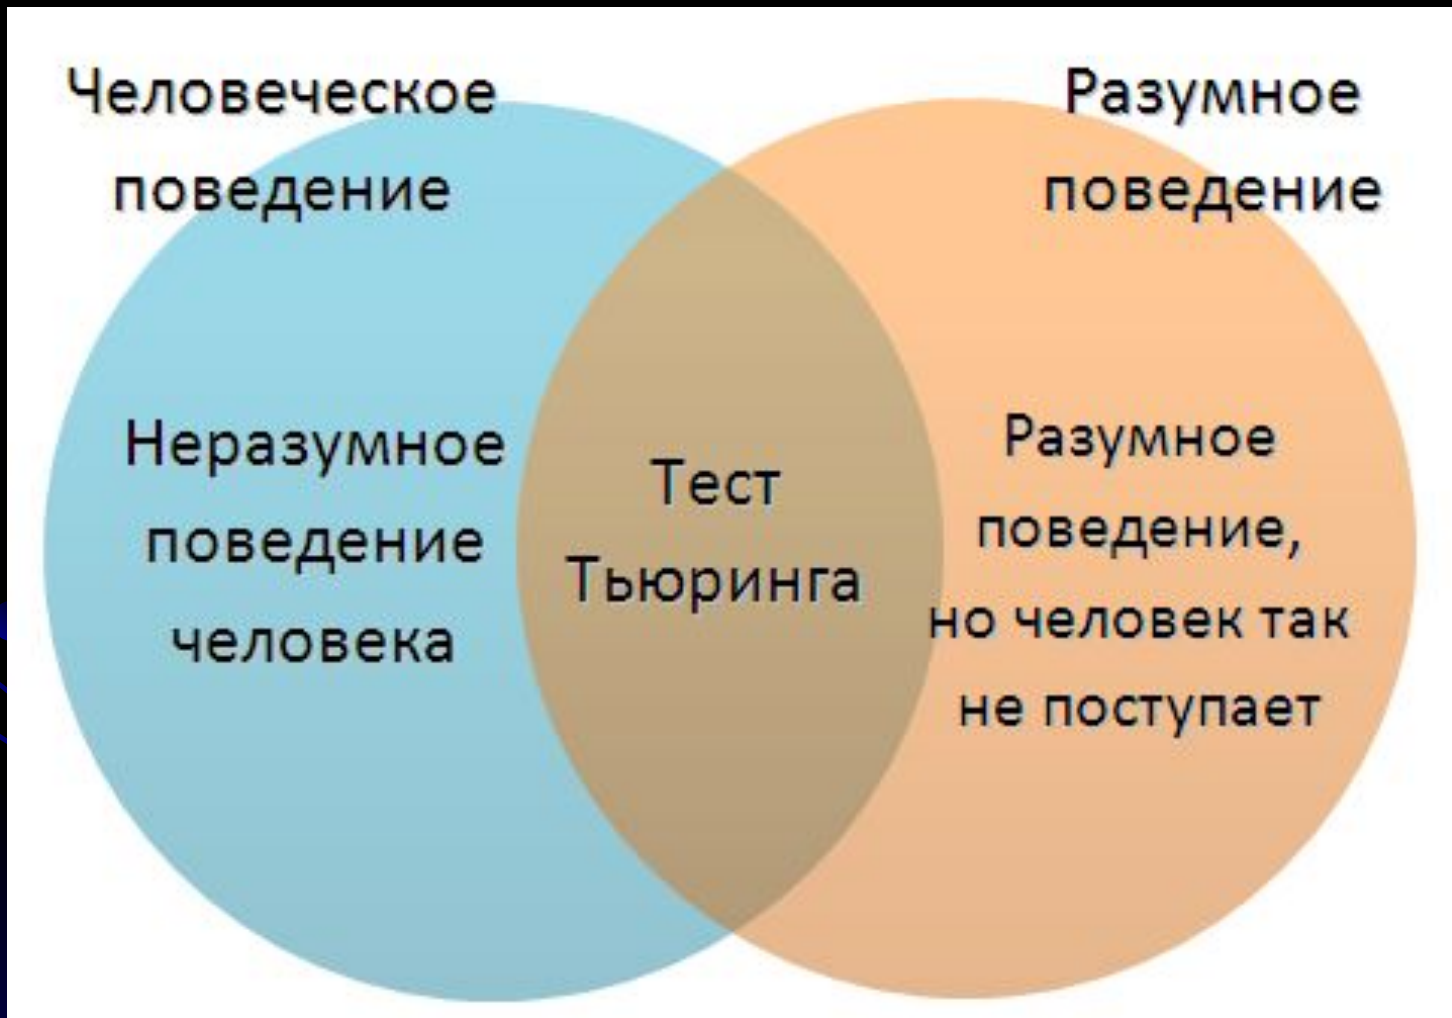 Человеческое
поведение
Разумное
поведение
Неразумное
поведение
человека
Тест
Тьюринга
Разумное
поведение,
но человек так
не поступает